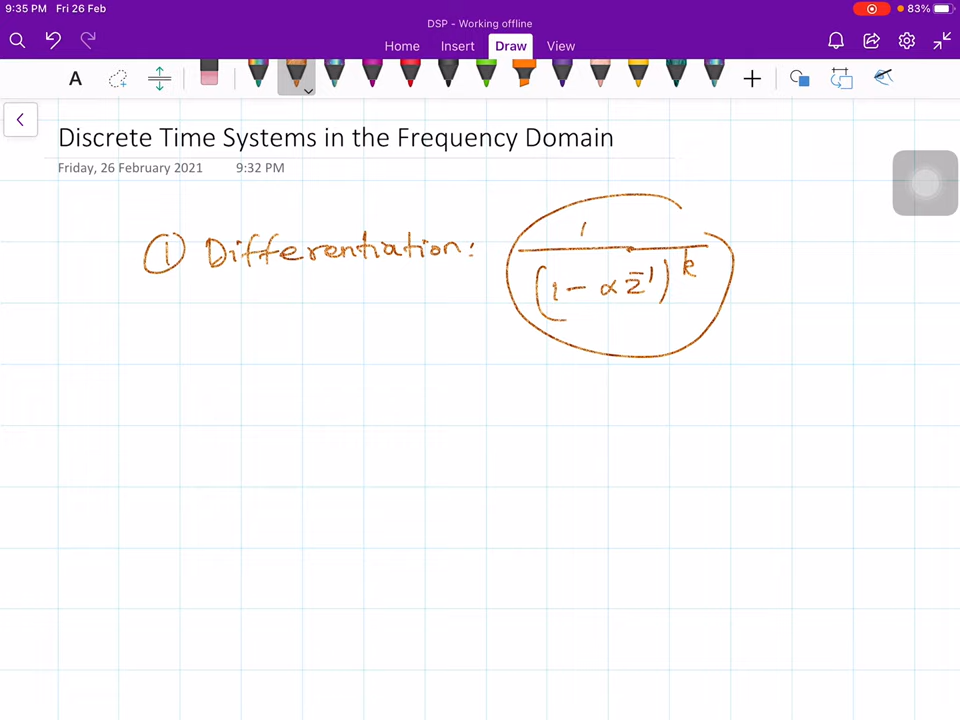 9:35 PM Fri 26 Feb 83%
DSP - Working offline
Home Insert Draw View
A
Discrete Time Systems in the Frequency Domain
Friday, 26 February 2021 9:32 PM
① Differentiation: 1
(1 - α z⁻¹)ᵏ